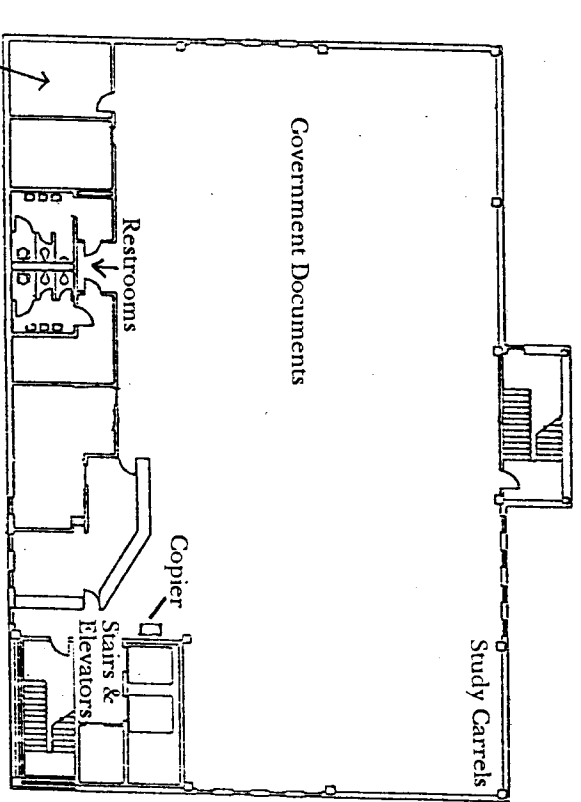 Study Carrels
Government Documents
Restrooms
Copier
Stairs &
Elevators